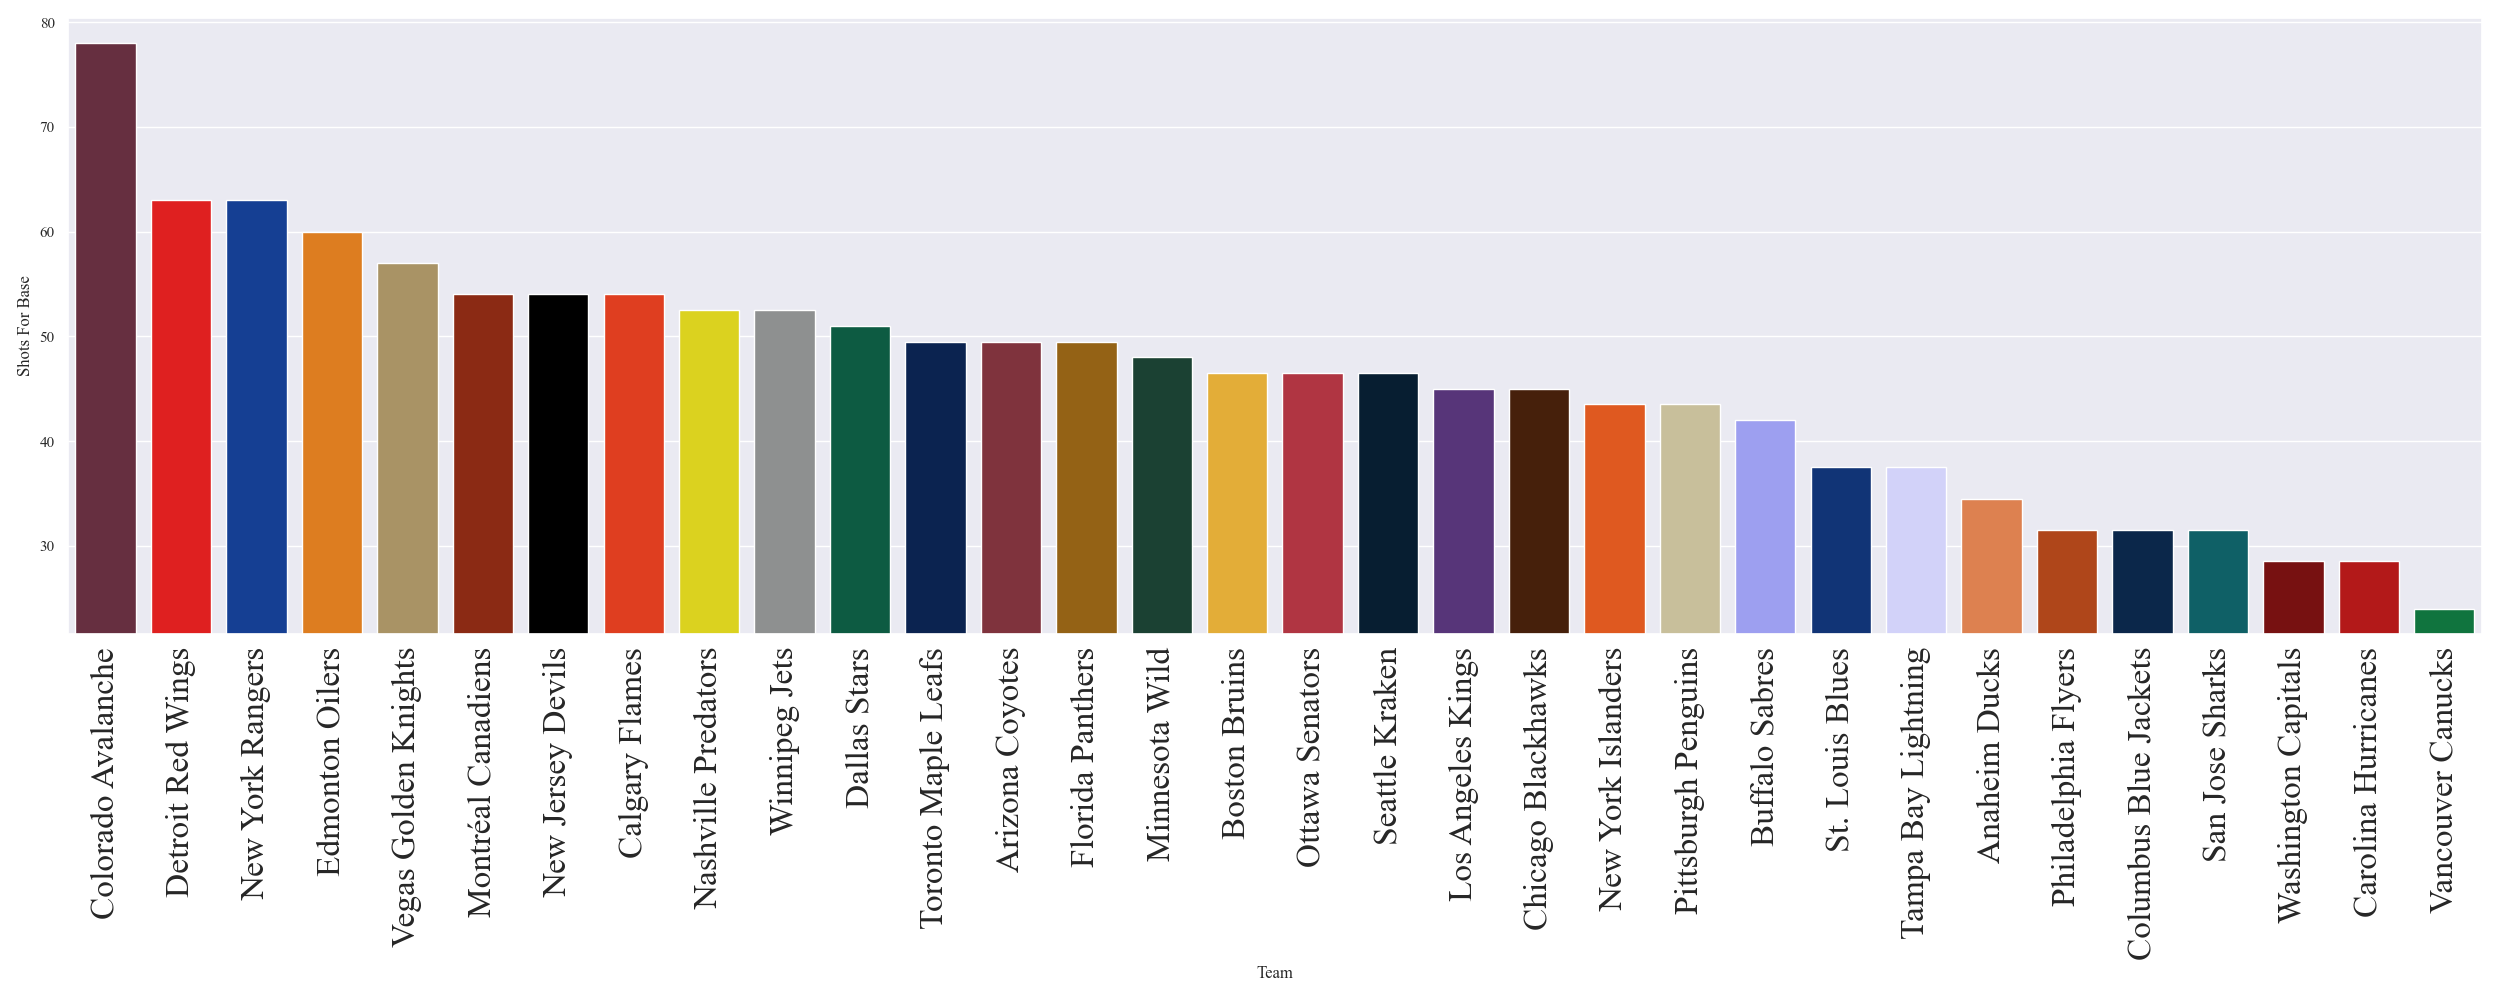 80
70
60
50
40
30
Shots For Base
Colorado Avalanche
Detroit Red Wings
New York Rangers
Edmonton Oilers
Vegas Golden Knights
Montréal Canadiens
New Jersey Devils
Calgary Flames
Nashville Predators
Winnipeg Jets
Dallas Stars
Toronto Maple Leafs
Arizona Coyotes
Florida Panthers
Minnesota Wild
Boston Bruins
Ottawa Senators
Seattle Kraken
Los Angeles Kings
Chicago Blackhawks
New York Islanders
Pittsburgh Penguins
Buffalo Sabres
St. Louis Blues
Tampa Bay Lightning
Anaheim Ducks
Philadelphia Flyers
Columbus Blue Jackets
San Jose Sharks
Washington Capitals
Carolina Hurricanes
Vancouver Canucks
Team